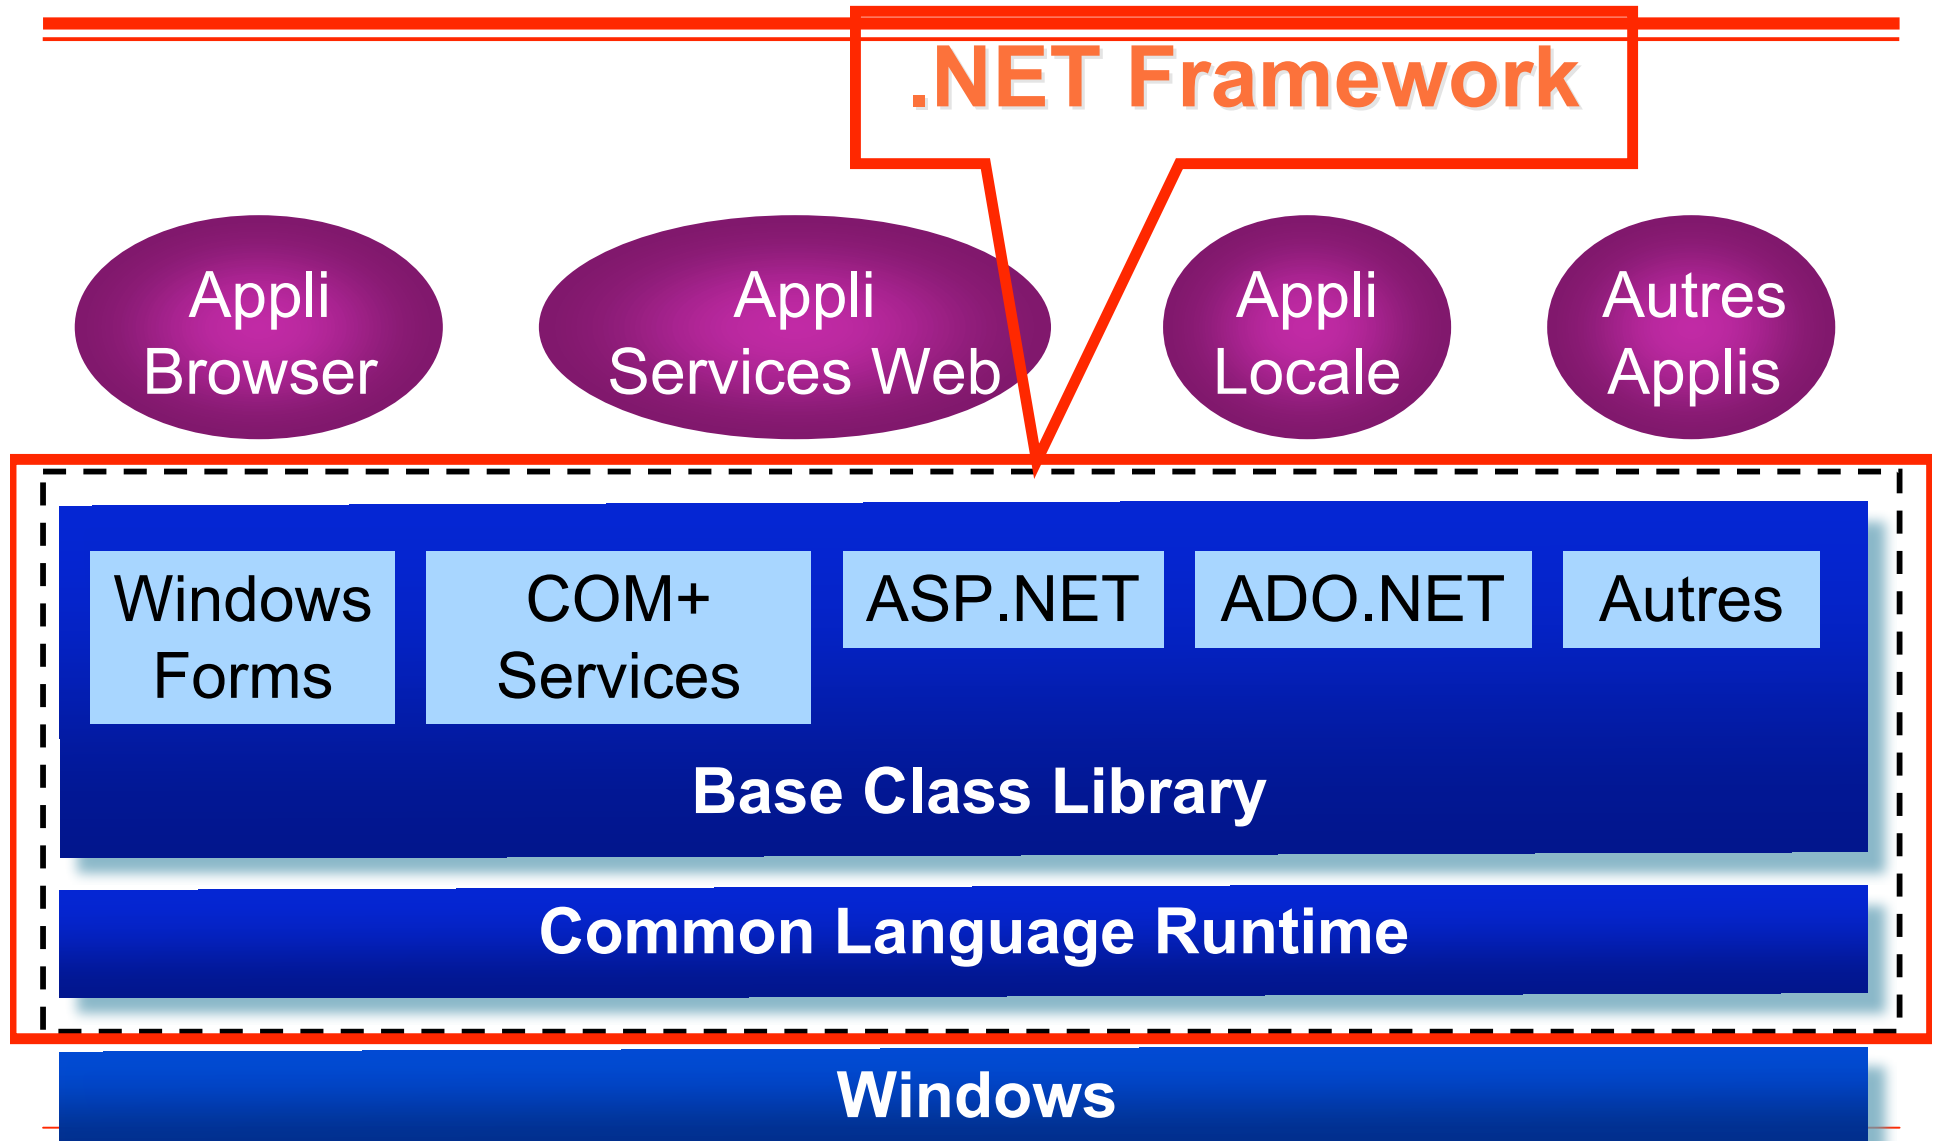 .NET Framework
Appli
Browser
Appli
Services Web
Appli
Locale
Autres
Applis
Windows
Forms
COM+
Services
ASP.NET
ADO.NET
Autres
Base Class Library
Common Language Runtime
Windows